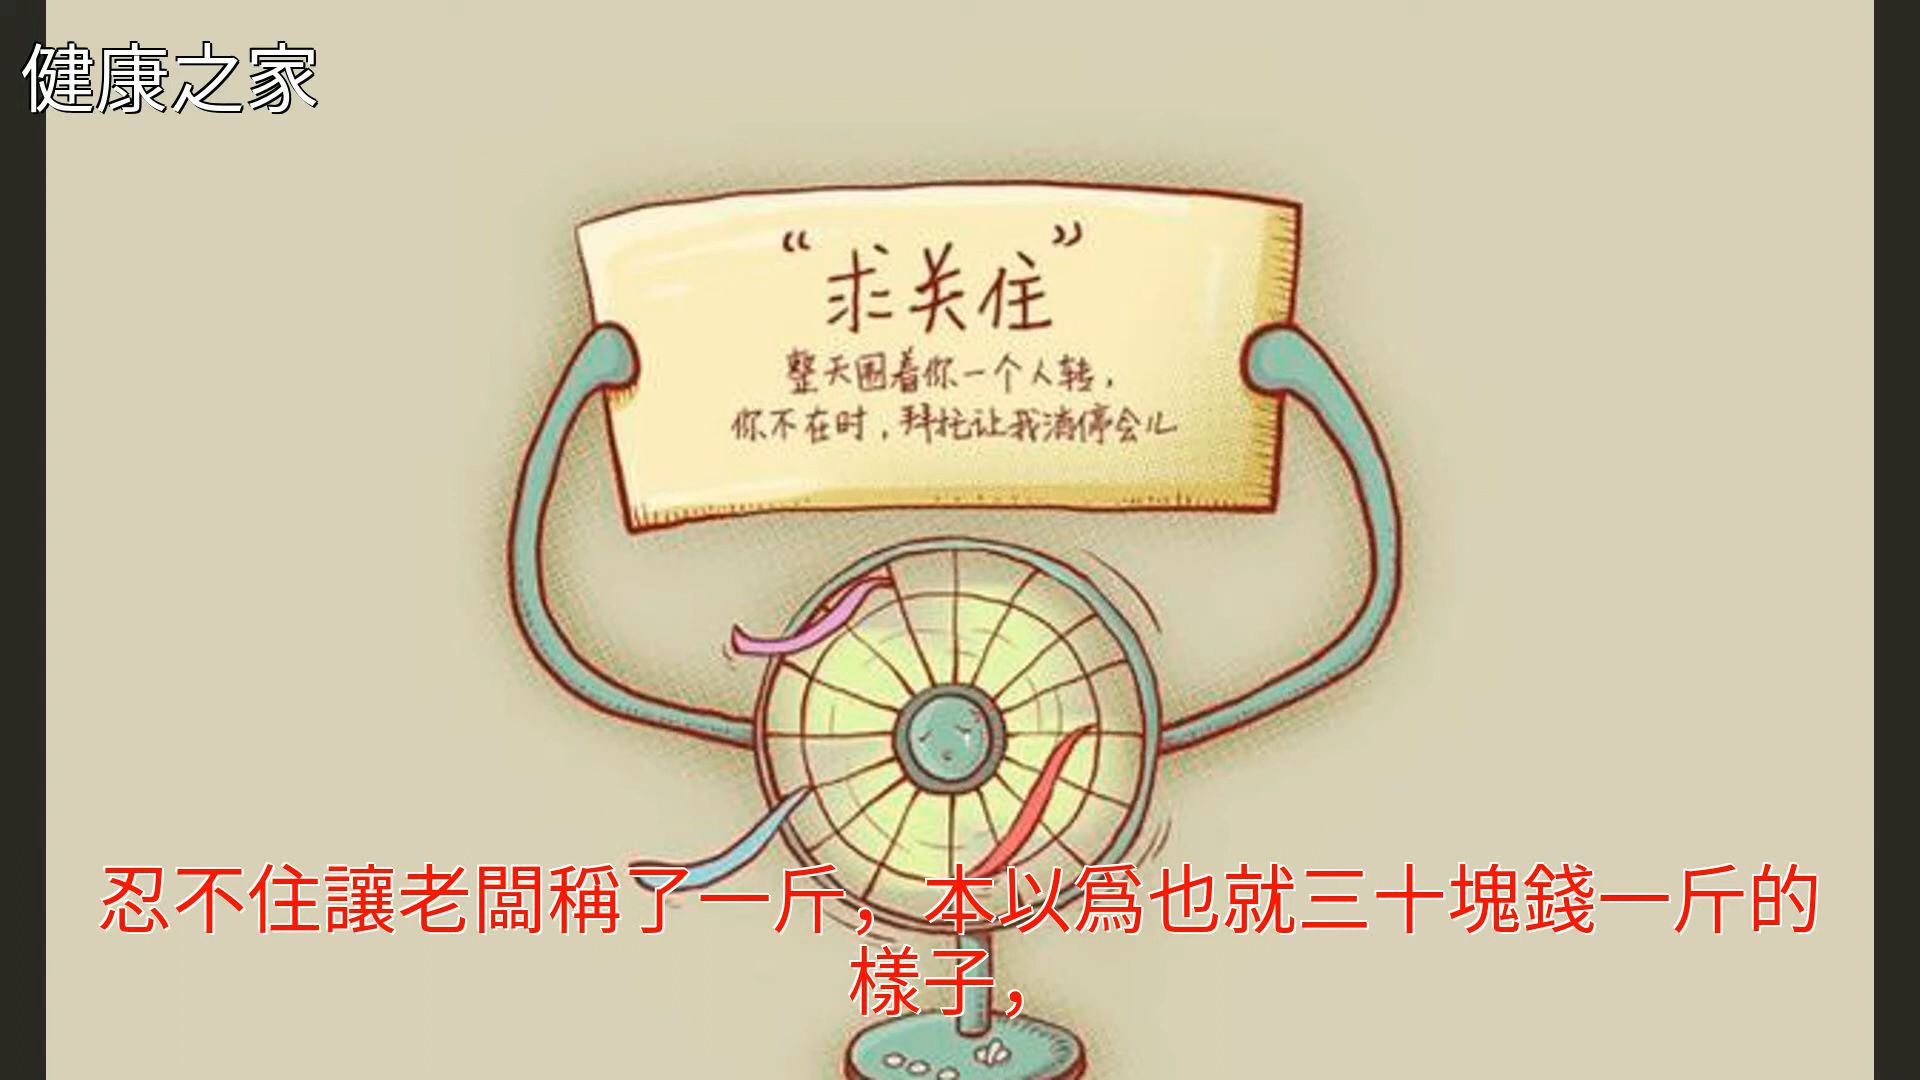 健康之家
“求关住”
整天围着你一个人转，
你不在时，拜托让我消停会儿
忍不住讓老闆稱了一斤，本以爲也就三十塊錢一斤的
樣子，